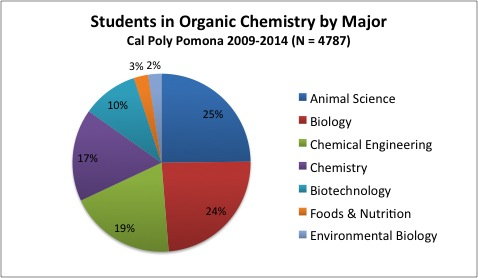 Students in Organic Chemistry by Major
Cal Poly Pomona 2009-2014 (N = 4787)
3% 2%
25%
10%
17%
24%
19%
Animal Science
Biology
Chemical Engineering
Chemistry
Biotechnology
Foods & Nutrition
Environmental Biology